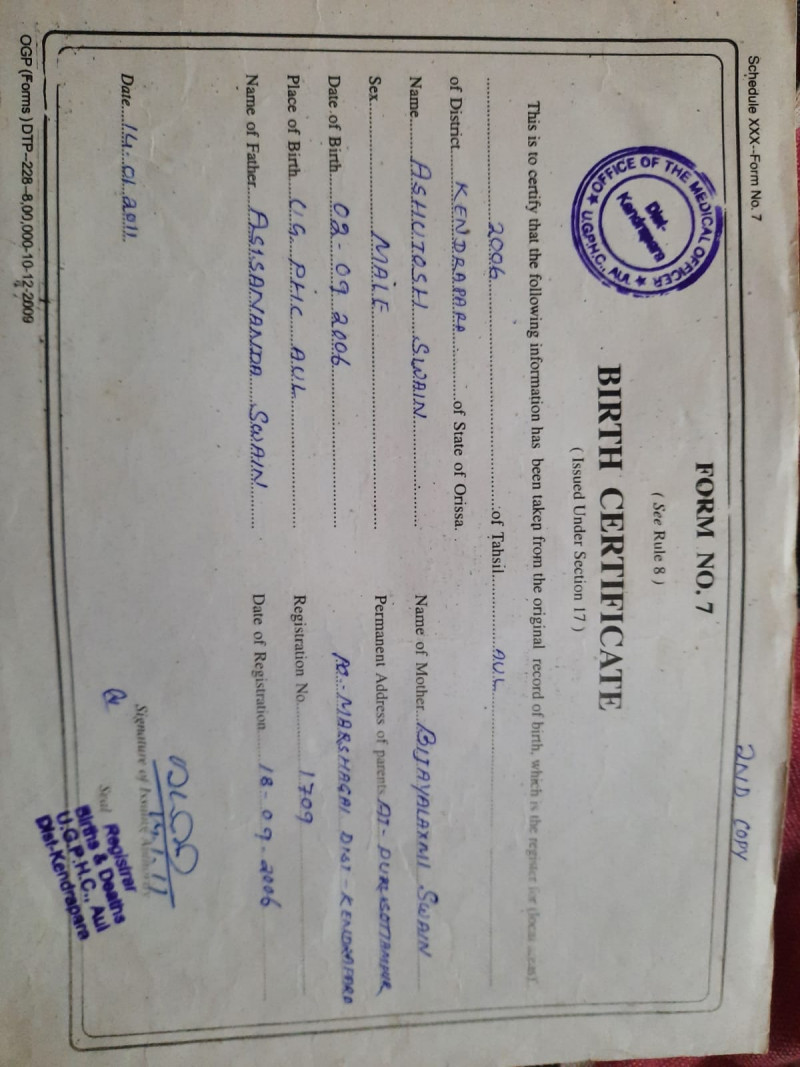 Schedule XXX--Form No. 7
2ND COPY
FORM NO. 7
( See Rule 8 )
BIRTH CERTIFICATE
( Issued Under Section 17 )
OFFICE OF THE MEDICAL OFFICER
U.G.P.H.C., AUL
Dist-
Kendrapara
This is to certify that the following information has been taken from the original record of birth, which is the register for (local area)
2006 of Tahsil AUL
of District KENDRAPARA of State of Orissa.
Name ASHUTOSH SWAIN
Sex MALE
Date of Birth 02-09 2006
Place of Birth U.G. PHC AUL
Name of Father ASISANANDA SWAIN
Name of Mother BIJAYALAXMI SWAIN
Permanent Address of parents AT- PURUSOTTAMPUR
MARSHAGAI DIST-
Registration No. 1709
Date of Registration 18-09-2006
Date 14.01.2011
Signature of Issuing Authority
Seal
Registrar
Births & Deaths
U.G.P.H.C., Aul
Dist-Kendrapara
OGP (Forms) DTP--228--8,00,000-10-12-2009